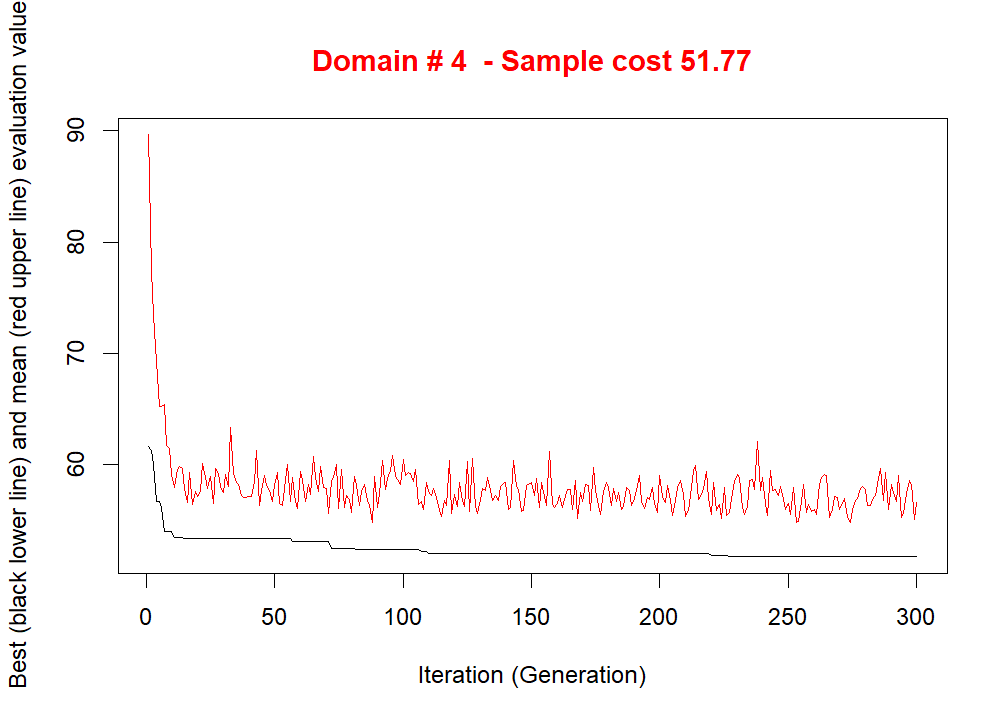 Domain # 4  - Sample cost 51.77
Best (black lower line) and mean (red upper line) evaluation value
90
80
70
60
0 50 100 150 200 250 300
Iteration (Generation)